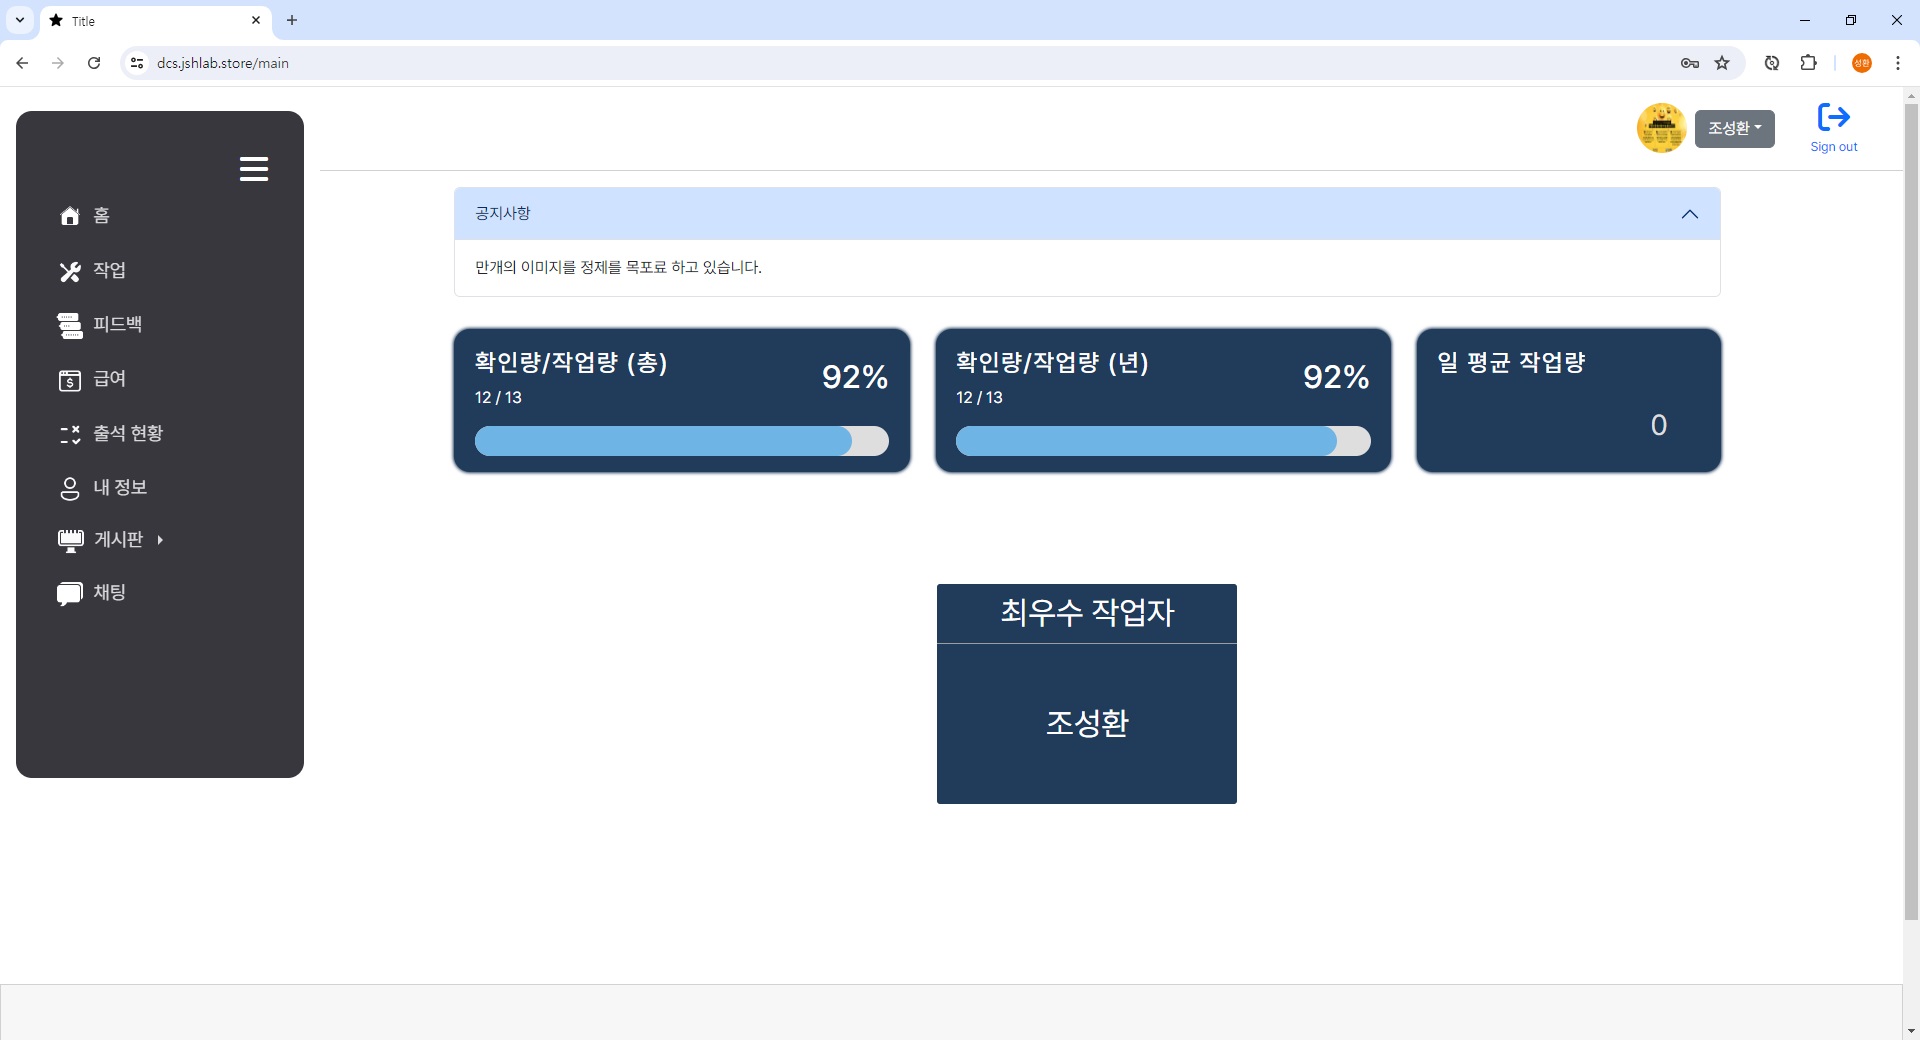 Title
dcs.jshlab.store/main
성환
조성환
Sign out
홈
작업
피드백
급여
출석 현황
내 정보
게시판
채팅
공지사항
만개의 이미지를 정제를 목포료 하고 있습니다.
확인량/작업량 (총)
92%
12 / 13
확인량/작업량 (년)
92%
12 / 13
일 평균 작업량
0
최우수 작업자
조성환